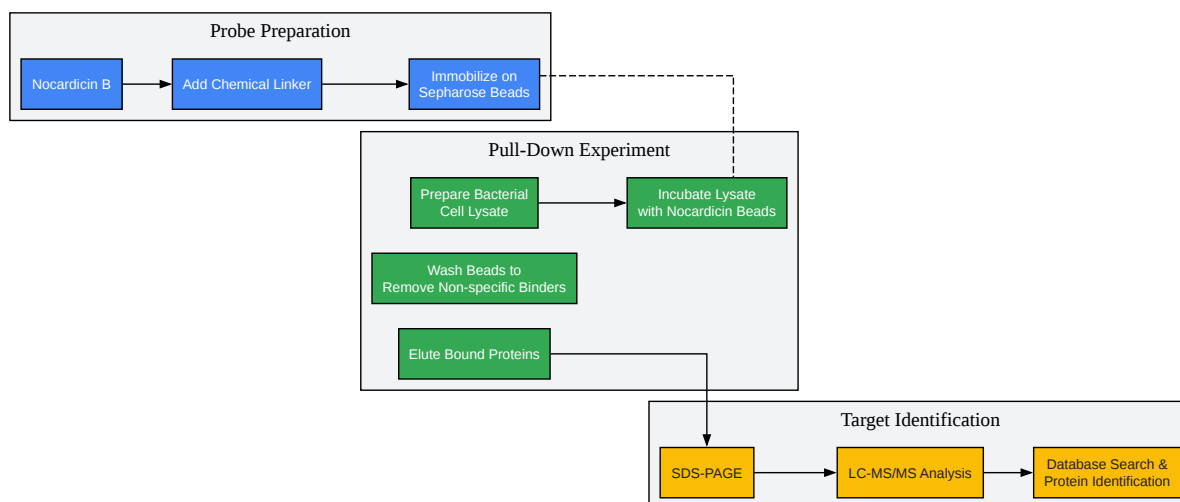 Probe Preparation
Nocardicin B
Add Chemical Linker
Immobilize on
Sepharose Beads
Pull-Down Experiment
Prepare Bacterial
Cell Lysate
Incubate Lysate
with Nocardicin Beads
Wash Beads to
Remove Non-specific Binders
Elute Bound Proteins
Target Identification
SDS-PAGE
LC-MS/MS Analysis
Database Search &
Protein Identification